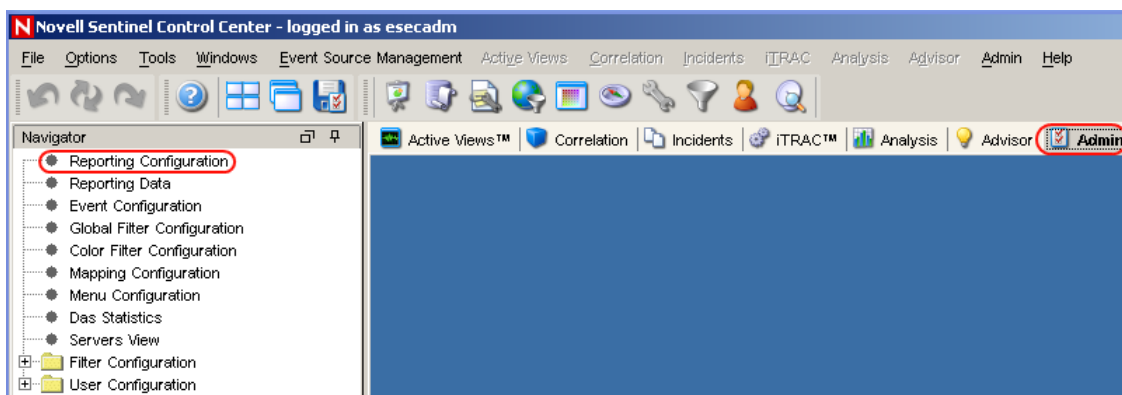 Novell Sentinel Control Center - logged in as esecadm
File Options Tools Windows Event Source Management Active Views Correlation Incidents iTRAC Analysis Advisor Admin Help
Navigator
Active Views™ Correlation Incidents iTRAC™ Analysis Advisor Admin
Reporting Configuration
Reporting Data
Event Configuration
Global Filter Configuration
Color Filter Configuration
Mapping Configuration
Menu Configuration
Das Statistics
Servers View
Filter Configuration
User Configuration